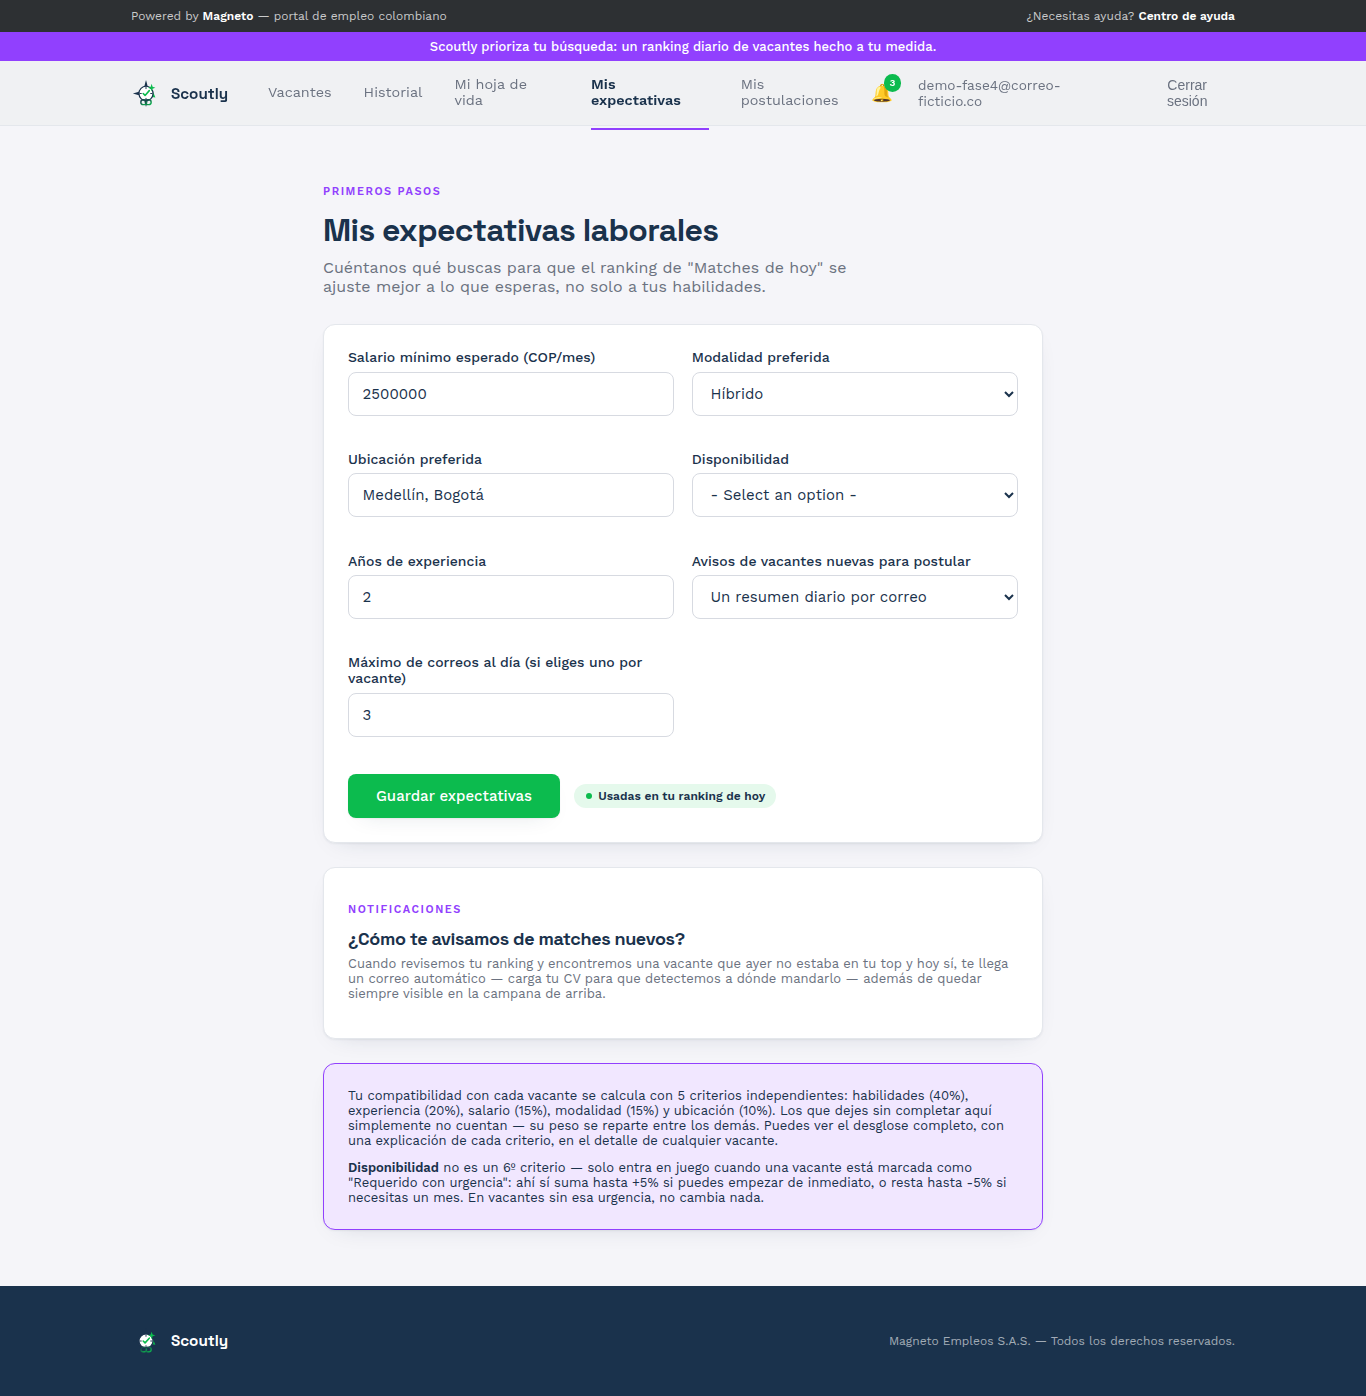 Powered by Magneto — portal de empleo colombiano
¿Necesitas ayuda? Centro de ayuda
Scoutly prioriza tu búsqueda: un ranking diario de vacantes hecho a tu medida.
Scoutly
Vacantes
Historial
Mi hoja de
vida
Mis
expectativas
Mis
postulaciones
3
demo-fase4@correo-
ficticio.co
Cerrar
sesión
PRIMEROS PASOS
Mis expectativas laborales
Cuéntanos qué buscas para que el ranking de "Matches de hoy" se
ajuste mejor a lo que esperas, no solo a tus habilidades.
Salario mínimo esperado (COP/mes)
2500000
Modalidad preferida
Híbrido
Ubicación preferida
Medellín, Bogotá
Disponibilidad
- Select an option -
Años de experiencia
2
Avisos de vacantes nuevas para postular
Un resumen diario por correo
Máximo de correos al día (si eliges uno por
vacante)
3
Guardar expectativas
Usadas en tu ranking de hoy
NOTIFICACIONES
¿Cómo te avisamos de matches nuevos?
Cuando revisemos tu ranking y encontremos una vacante que ayer no estaba en tu top y hoy sí, te llega
un correo automático — carga tu CV para que detectemos a dónde mandarlo — además de quedar
siempre visible en la campana de arriba.
Tu compatibilidad con cada vacante se calcula con 5 criterios independientes: habilidades (40%),
experiencia (20%), salario (15%), modalidad (15%) y ubicación (10%). Los que dejes sin completar aquí
simplemente no cuentan — su peso se reparte entre los demás. Puedes ver el desglose completo, con
una explicación de cada criterio, en el detalle de cualquier vacante.
Disponibilidad no es un 6º criterio — solo entra en juego cuando una vacante está marcada como
"Requerido con urgencia": ahí sí suma hasta +5% si puedes empezar de inmediato, o resta hasta -5% si
necesitas un mes. En vacantes sin esa urgencia, no cambia nada.
Scoutly
Magneto Empleos S.A.S. — Todos los derechos reservados.